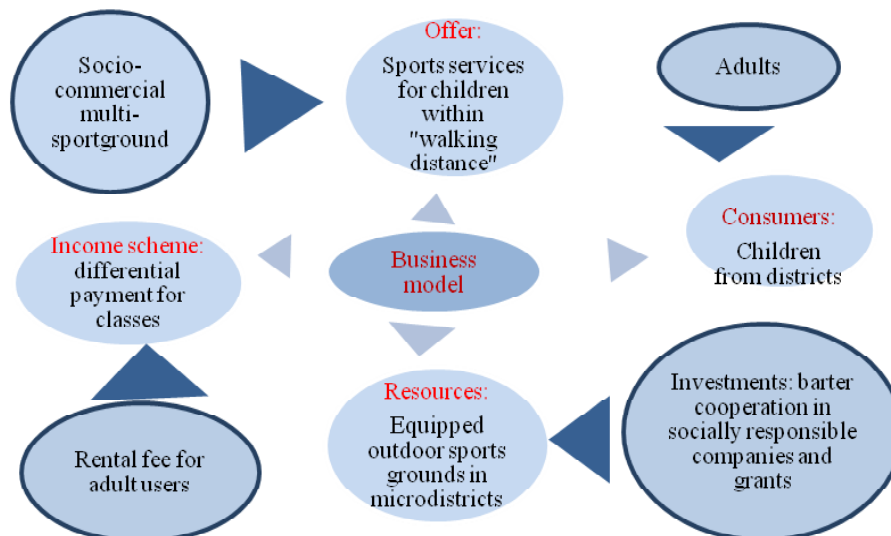 Socio-
commercial
multi-
sportground
Offer:
Sports services
for children
within
"walking
distance"
Adults
Income scheme:
differential
payment for
classes
Business
model
Consumers:
Children
from districts
Rental fee for
adult users
Resources:
Equipped
outdoor sports
grounds in
microdistricts
Investments: barter
cooperation in
socially responsible
companies and
grants